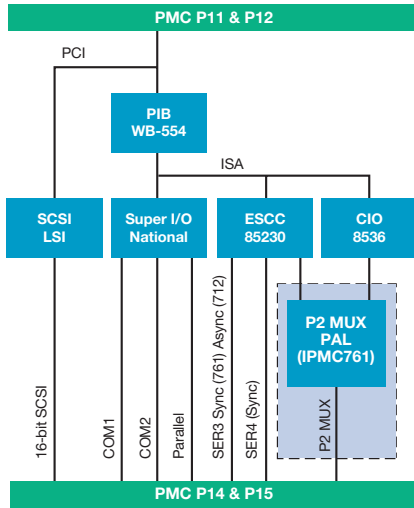 PMC P11 & P12
PCI
PIB
WB-554
ISA
SCSI
LSI
Super I/O
National
ESCC
85230
CIO
8536
P2 MUX
PAL
(IPMC761)
16-bit SCSI
COM1
COM2
Parallel
SER3 Sync (761) Async (712)
SER4 (Sync)
P2 MUX
PMC P14 & P15